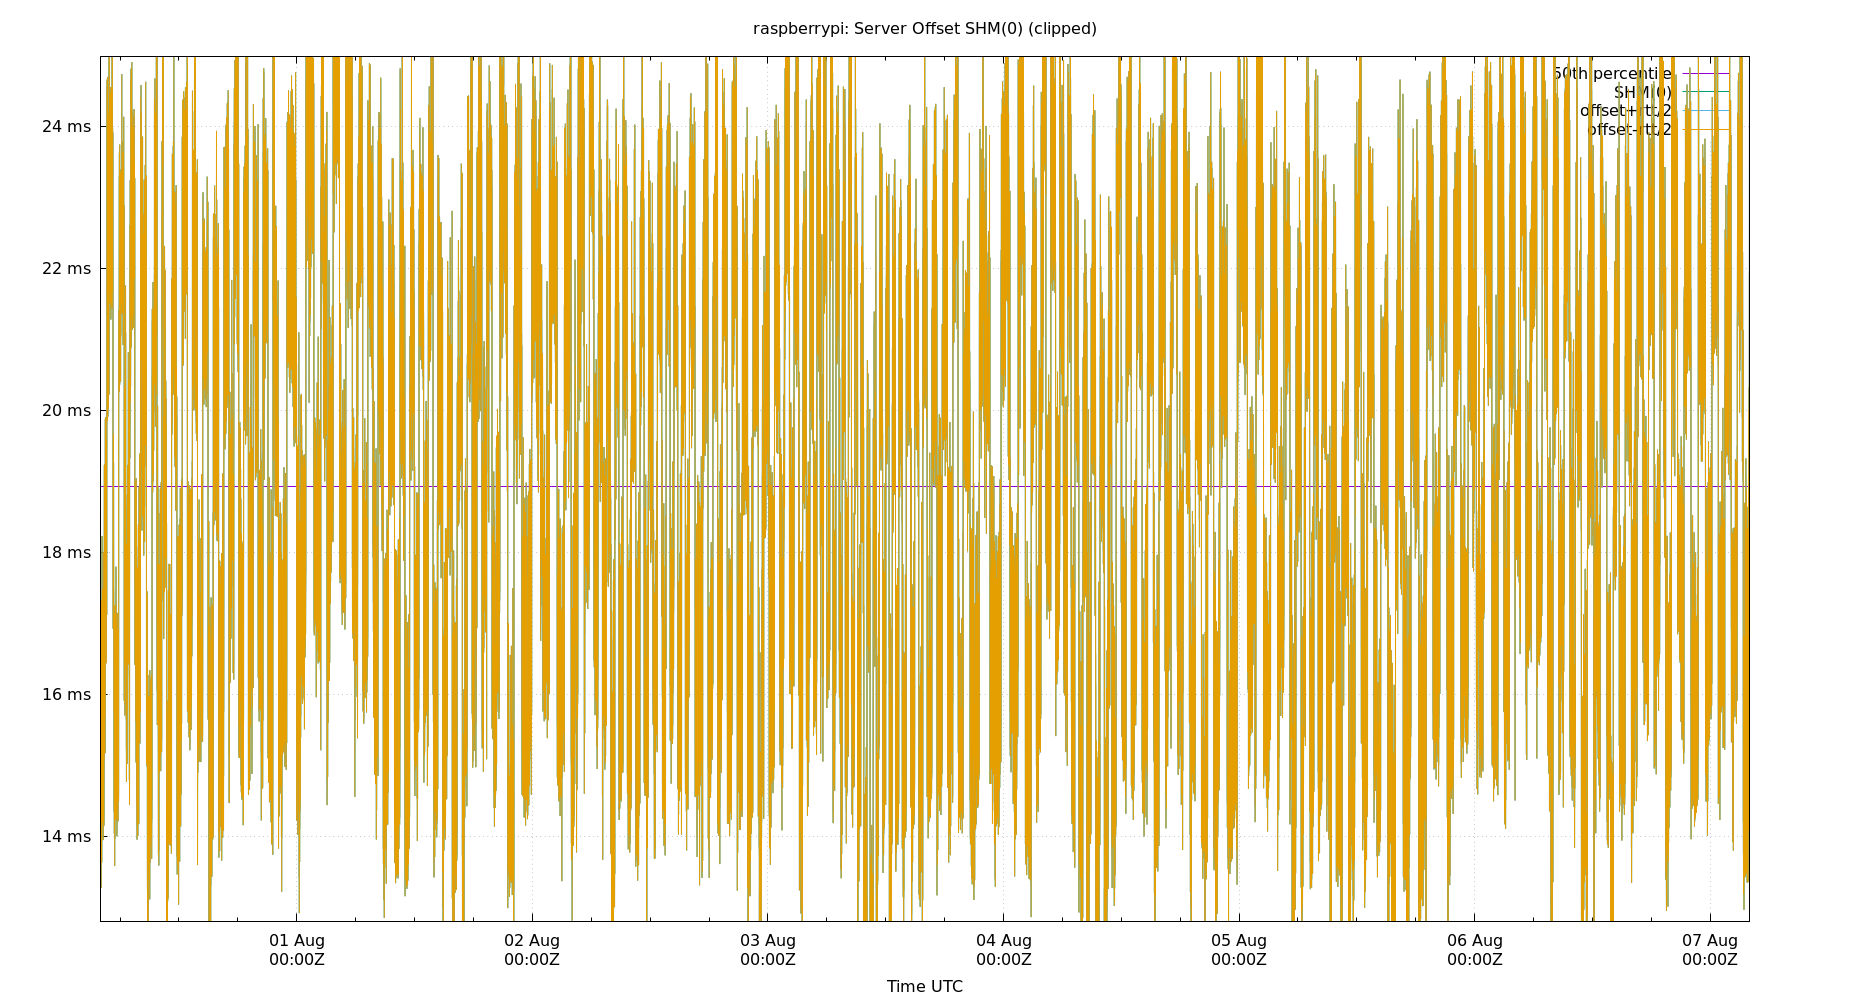 raspberrypi: Server Offset SHM(0) (clipped)
50th percentile
SHM(0)
offset+rtt/2
offset-rtt/2
24 ms
22 ms
20 ms
18 ms
16 ms
14 ms
01 Aug
00:00Z
02 Aug
00:00Z
03 Aug
00:00Z
04 Aug
00:00Z
05 Aug
00:00Z
06 Aug
00:00Z
07 Aug
00:00Z
Time UTC